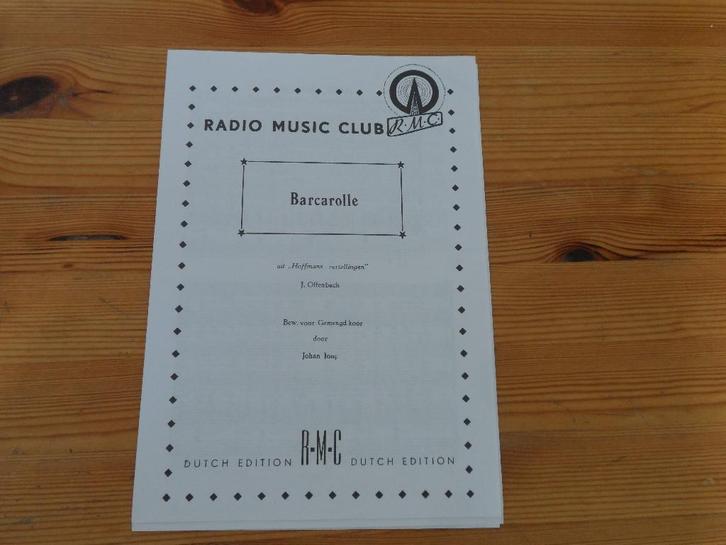 RADIO MUSIC CLUB
R.M.C.
Barcarolle
uit „Hoffmans vertellingen"
J. Offenbach
Bew. voor Gemengd koor
door
Johan Jong
DUTCH EDITION R-M-C DUTCH EDITION